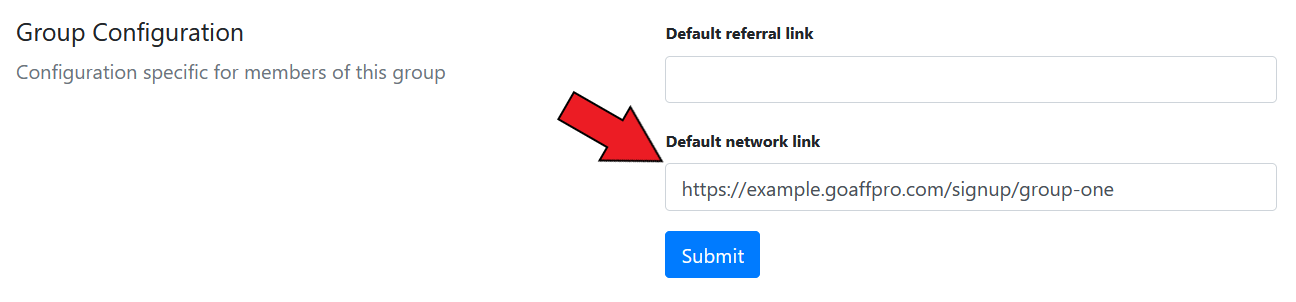 Group Configuration
Configuration specific for members of this group
Default referral link
Default network link
https://example.goaffpro.com/signup/group-one
Submit